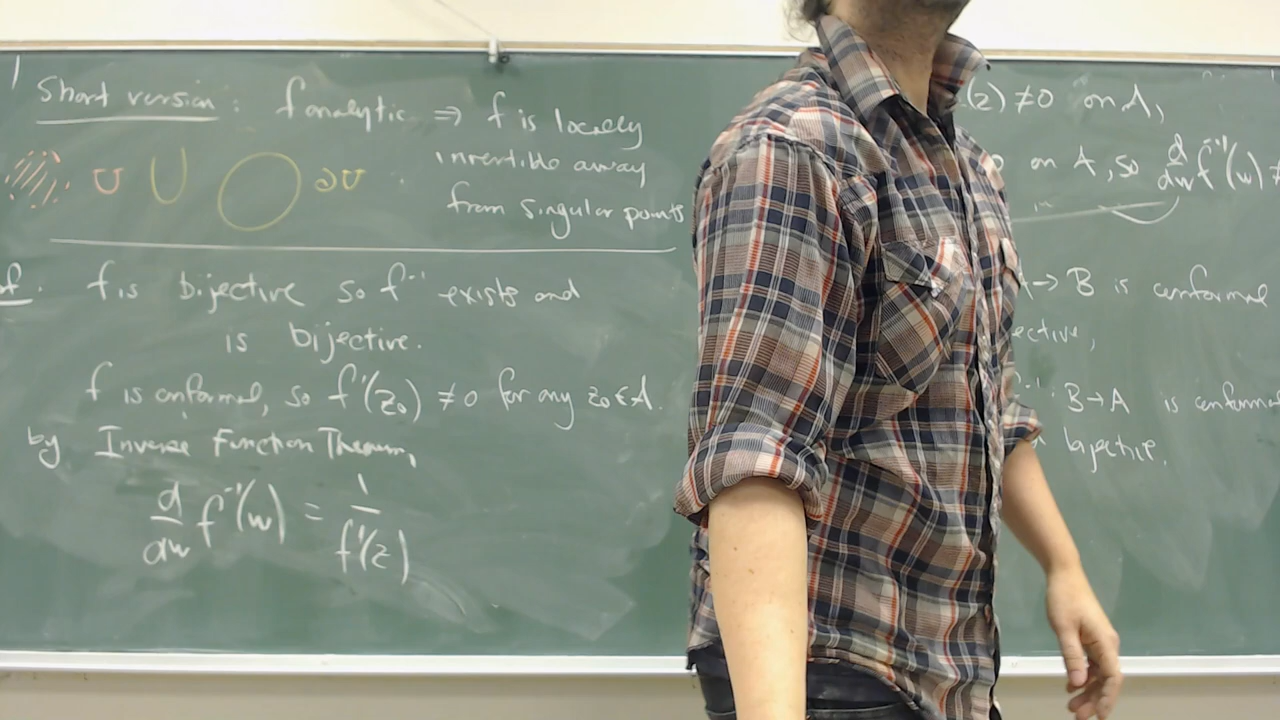 Short version: f analytic ⇒ f is locally
invertible away
from singular points
f is bijective so f⁻¹ exists and
is bijective.
f is conformal, so f'(z₀) ≠ 0 for any z₀ ∈ A.
by Inverse Function Theorem,
d/dw f⁻¹(w) = 1/f'(z)
(z) ≠ 0 on A,
on A, so d/dw f⁻¹(w) ≠
→ B is conformal
ective,
B → A is conformal
bijective.